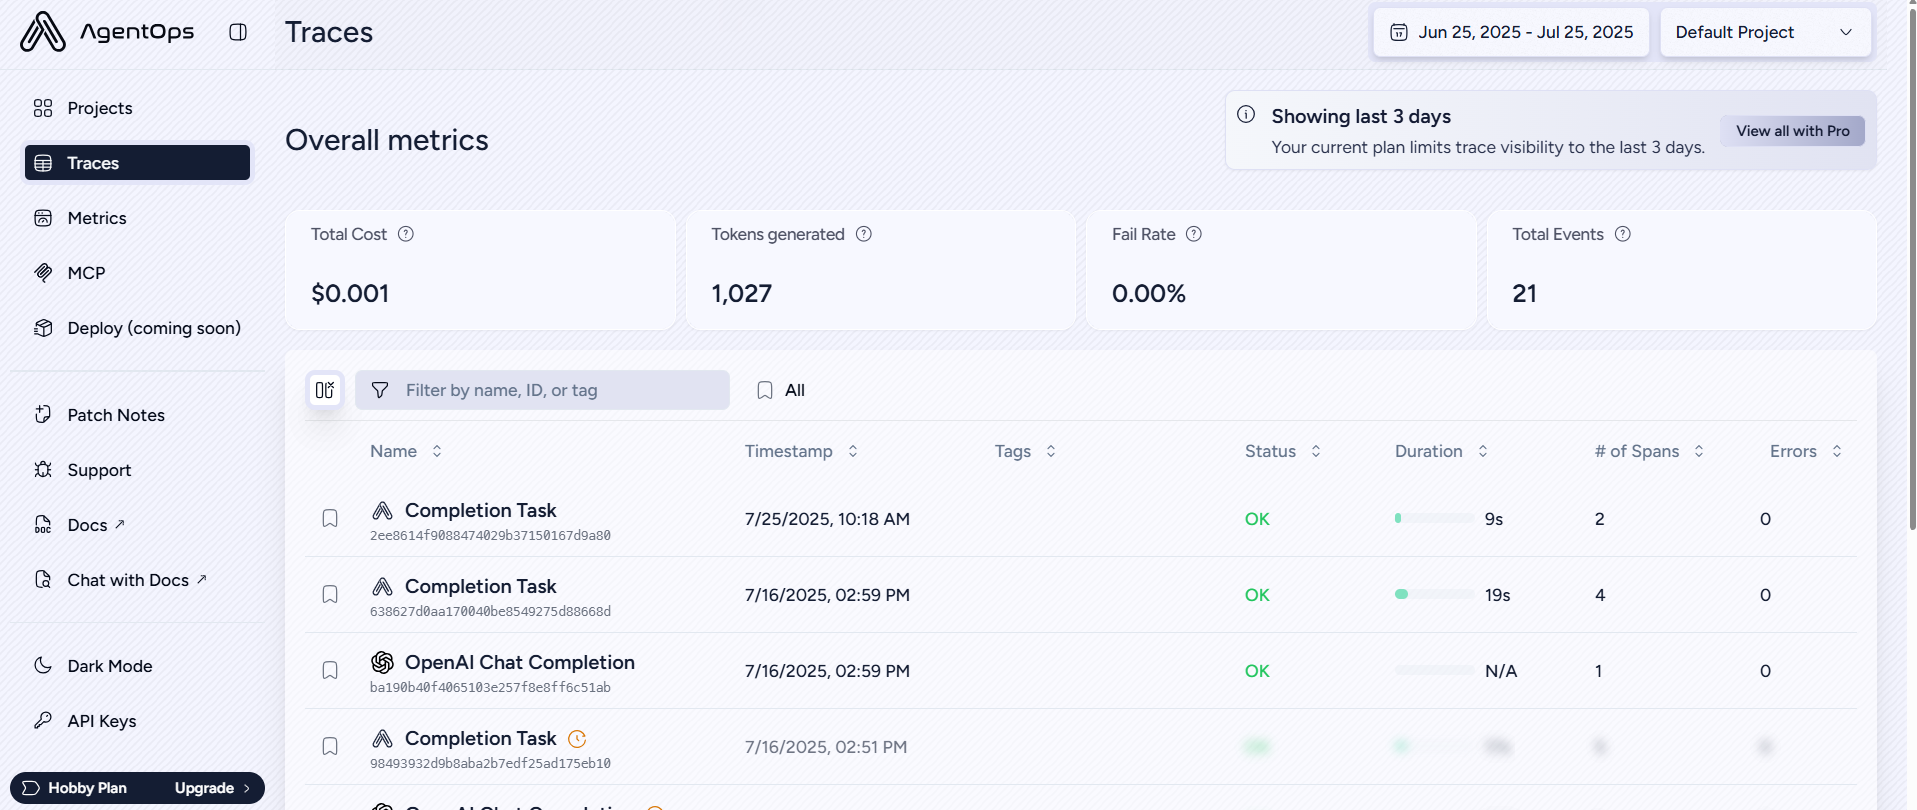 AgentOps
Traces
Jun 25, 2025 - Jul 25, 2025
Default Project
Projects
Traces
Metrics
MCP
Deploy (coming soon)
Patch Notes
Support
Docs
Chat with Docs
Dark Mode
API Keys
Hobby Plan
Upgrade
Overall metrics
Showing last 3 days
Your current plan limits trace visibility to the last 3 days.
View all with Pro
Total Cost
$0.001
Tokens generated
1,027
Fail Rate
0.00%
Total Events
21
Filter by name, ID, or tag
All
Name Timestamp Tags Status Duration # of Spans Errors
Completion Task
2ee8614f9088474029b37150167d9a80
7/25/2025, 10:18 AM OK 9s 2 0
Completion Task
638627d0aa170040be8549275d88668d
7/16/2025, 02:59 PM OK 19s 4 0
OpenAI Chat Completion
ba190b40f4065103e257f8e8ff6c51ab
7/16/2025, 02:59 PM OK N/A 1 0
Completion Task
98493932d9b8aba2b7edf25ad175eb10
7/16/2025, 02:51 PM